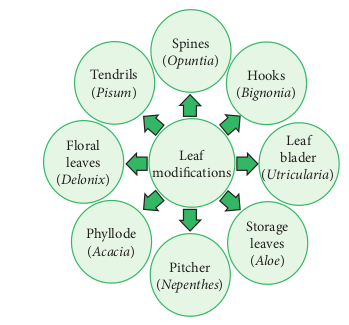 Spines
(Opuntia)
Hooks
(Bignonia)
Leaf
blader
(Utricularia)
Storage
leaves
(Aloe)
Pitcher
(Nepenthes)
Phyllode
(Acacia)
Floral
leaves
(Delonix)
Tendrils
(Pisum)
Leaf
modifications